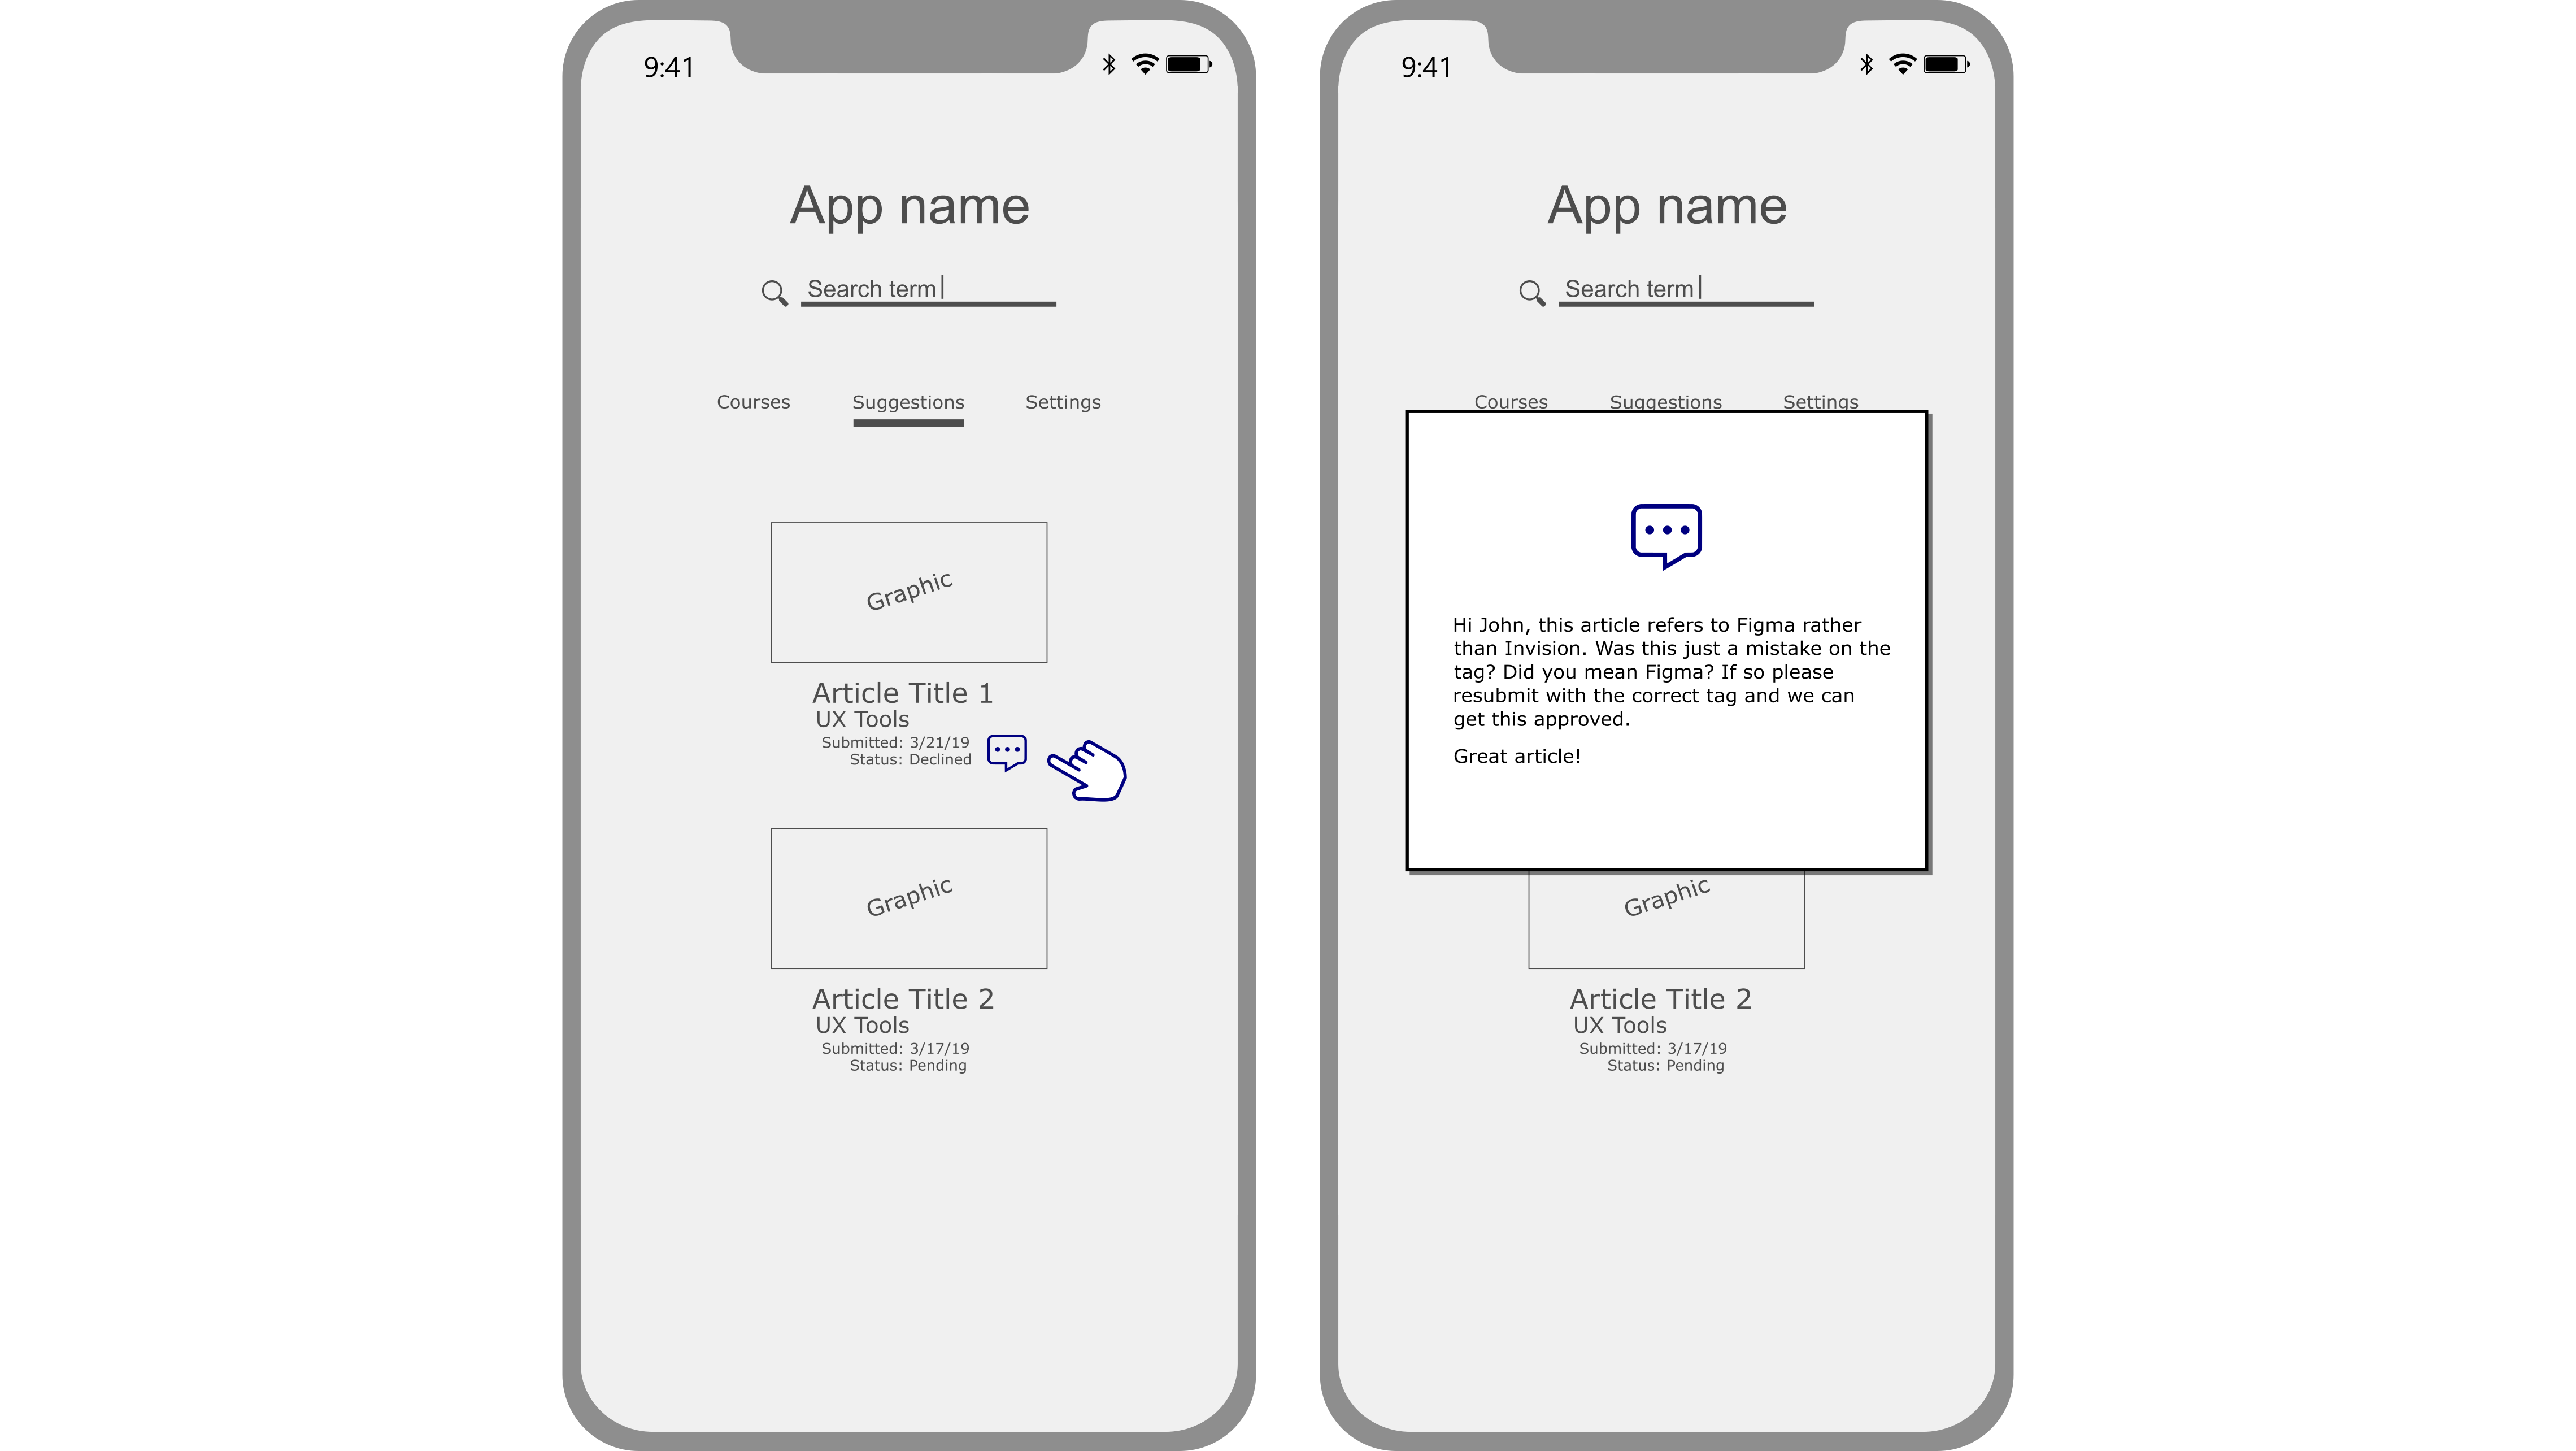 9:41
App name
Search term
Courses Suggestions Settings
Graphic
Article Title 1
UX Tools
Submitted: 3/21/19
Status: Declined
Graphic
Article Title 2
UX Tools
Submitted: 3/17/19
Status: Pending
9:41
App name
Search term
Courses Suggestions Settings
Hi John, this article refers to Figma rather
than Invision. Was this just a mistake on the
tag? Did you mean Figma? If so please
resubmit with the correct tag and we can
get this approved.
Great article!
Graphic
Article Title 2
UX Tools
Submitted: 3/17/19
Status: Pending